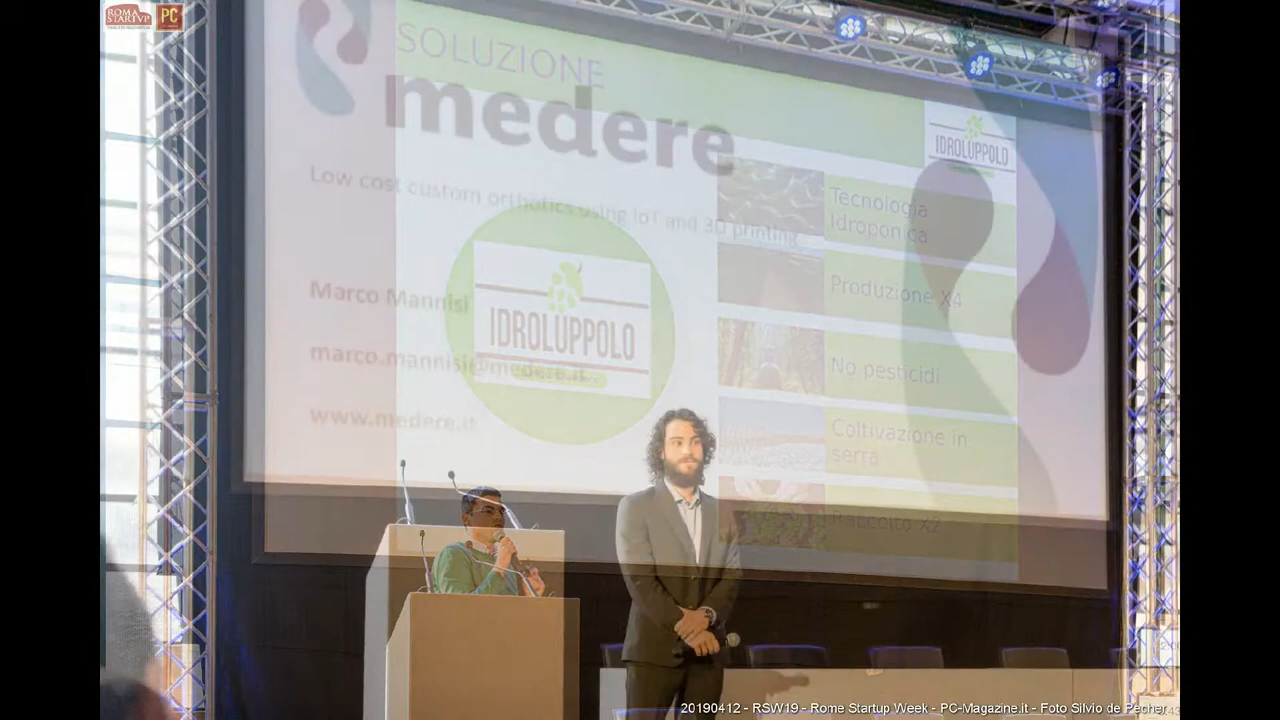 ROMA
STARTUP
PC
SOLUZIONE
medere
Low cost custom orthotics using IoT and 3D printing
Marco Mannisi
marco.mannisi@medere.it
www.medere.it
IDROLUPPOLO
IDROLUPPOLO
Tecnologia
Idroponica
Produzione X4
No pesticidi
Coltivazione in
serra
Raccolto X2
20190412 - RSW19 - Rome Startup Week - PC-Magazine.it - Foto Silvio de Pecher